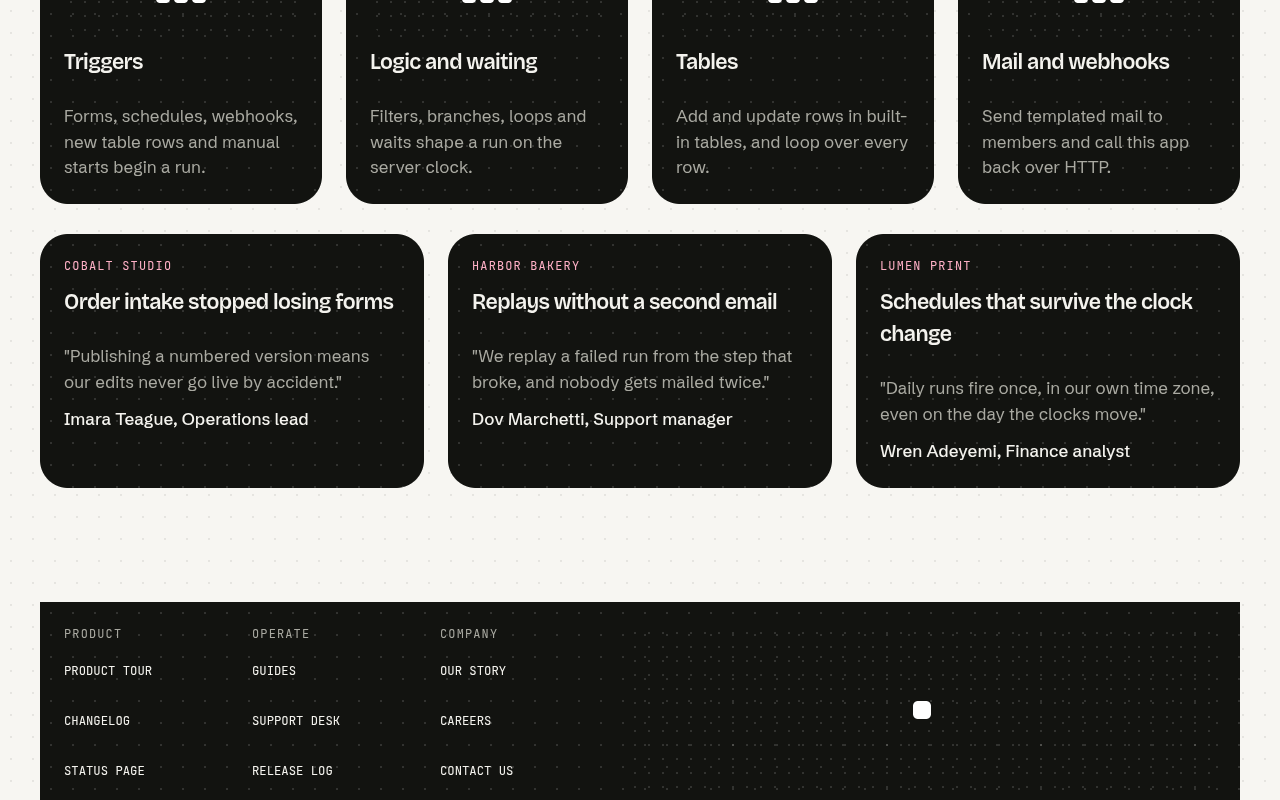 Triggers
Forms, schedules, webhooks,
new table rows and manual
starts begin a run.
Logic and waiting
Filters, branches, loops and
waits shape a run on the
server clock.
Tables
Add and update rows in built-
in tables, and loop over every
row.
Mail and webhooks
Send templated mail to
members and call this app
back over HTTP.
COBALT STUDIO
Order intake stopped losing forms
"Publishing a numbered version means
our edits never go live by accident."
Imara Teague, Operations lead
HARBOR BAKERY
Replays without a second email
"We replay a failed run from the step that
broke, and nobody gets mailed twice."
Dov Marchetti, Support manager
LUMEN PRINT
Schedules that survive the clock
change
"Daily runs fire once, in our own time zone,
even on the day the clocks move."
Wren Adeyemi, Finance analyst
PRODUCT
PRODUCT TOUR
CHANGELOG
STATUS PAGE
OPERATE
GUIDES
SUPPORT DESK
RELEASE LOG
COMPANY
OUR STORY
CAREERS
CONTACT US